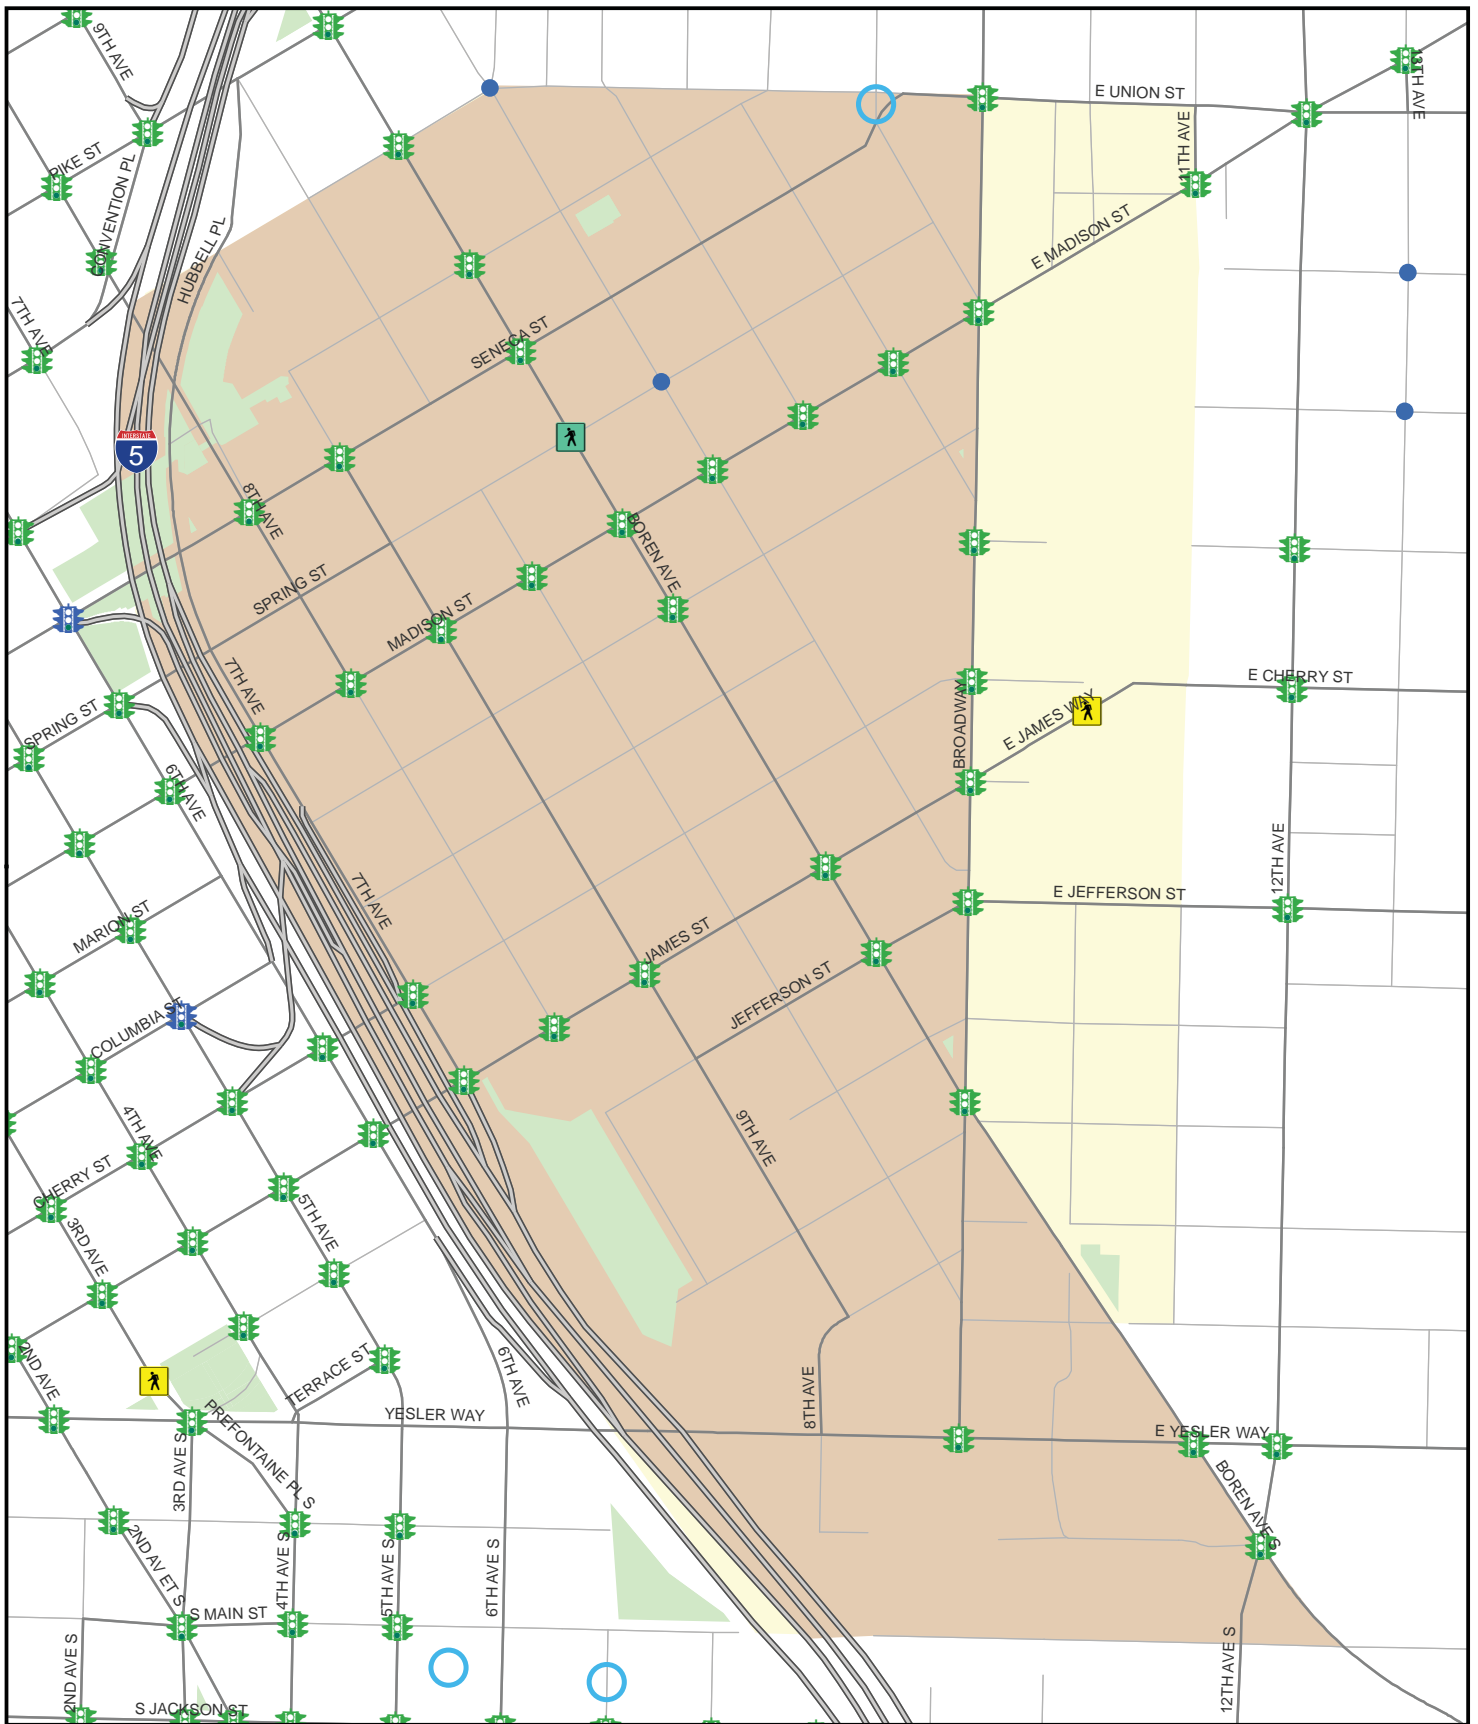 9TH AVE
E UNION ST
13TH AVE
PIKE ST
11TH AVE
CONVENTION PL
HUBBELL PL
E MADISON ST
7TH AVE
SENECA ST
INTERSTATE
5
8TH AVE
BOREN AVE
SPRING ST
MADISON ST
7TH AVE
E CHERRY ST
BROADWAY
E JAMES WAY
SPRING ST
6TH AVE
12TH AVE
7TH AVE
E JEFFERSON ST
MARION ST
JAMES ST
JEFFERSON ST
COLUMBIA ST
4TH AVE
9TH AVE
CHERRY ST
3RD AVE
5TH AVE
2ND AVE
TERRACE ST
6TH AVE
8TH AVE
PREFONTAINE PL S
YESLER WAY
E YESLER WAY
3RD AVE S
BOREN AVE S
2ND AV ET S
4TH AVE S
5TH AVE S
6TH AVE S
S MAIN ST
2ND AVE S
12TH AVE S
S JACKSON ST